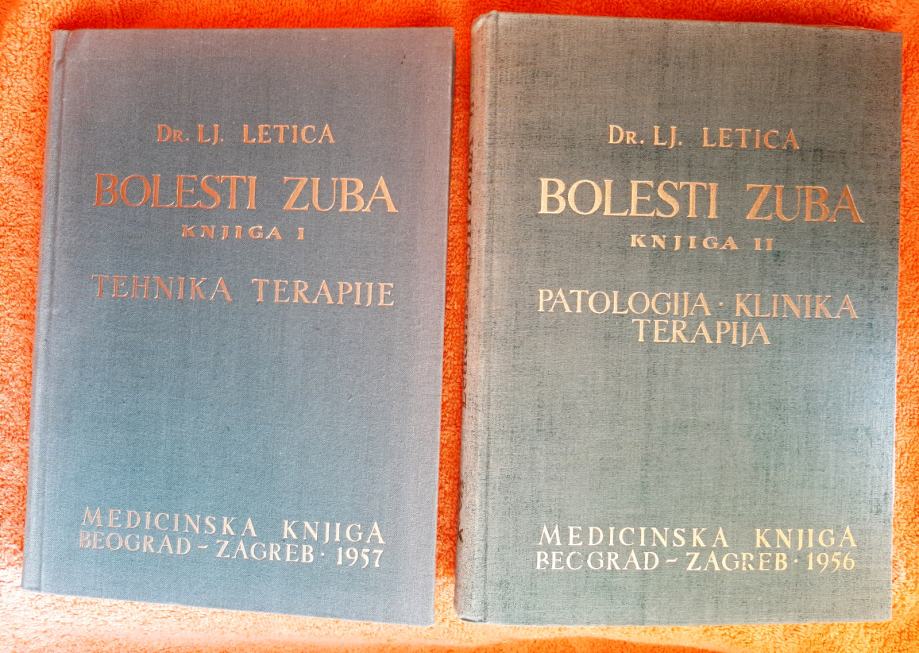 Dr. LJ. LETICA
BOLESTI ZUBA
KNJIGA I
TEHNIKA TERAPIJE
MEDICINSKA KNJIGA
BEOGRAD – ZAGREB · 1957
Dr. LJ. LETICA
BOLESTI ZUBA
KNJIGA II
PATOLOGIJA · KLINIKA
TERAPIJA
MEDICINSKA KNJIGA
BEOGRAD – ZAGREB · 1956